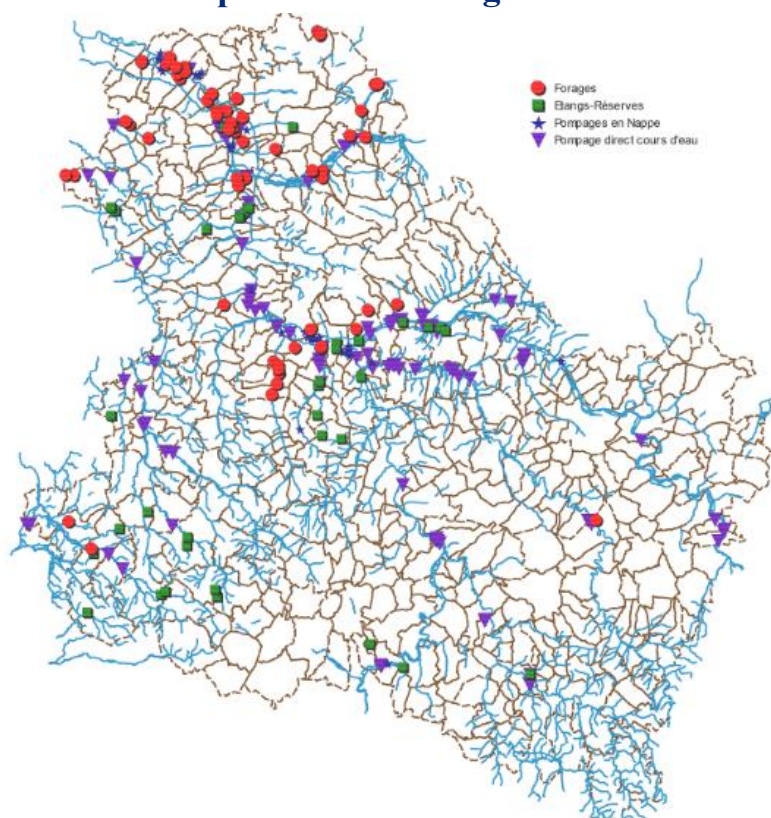 Forages
Etangs-Réserves
Pompages en Nappe
Pompage direct cours d'eau